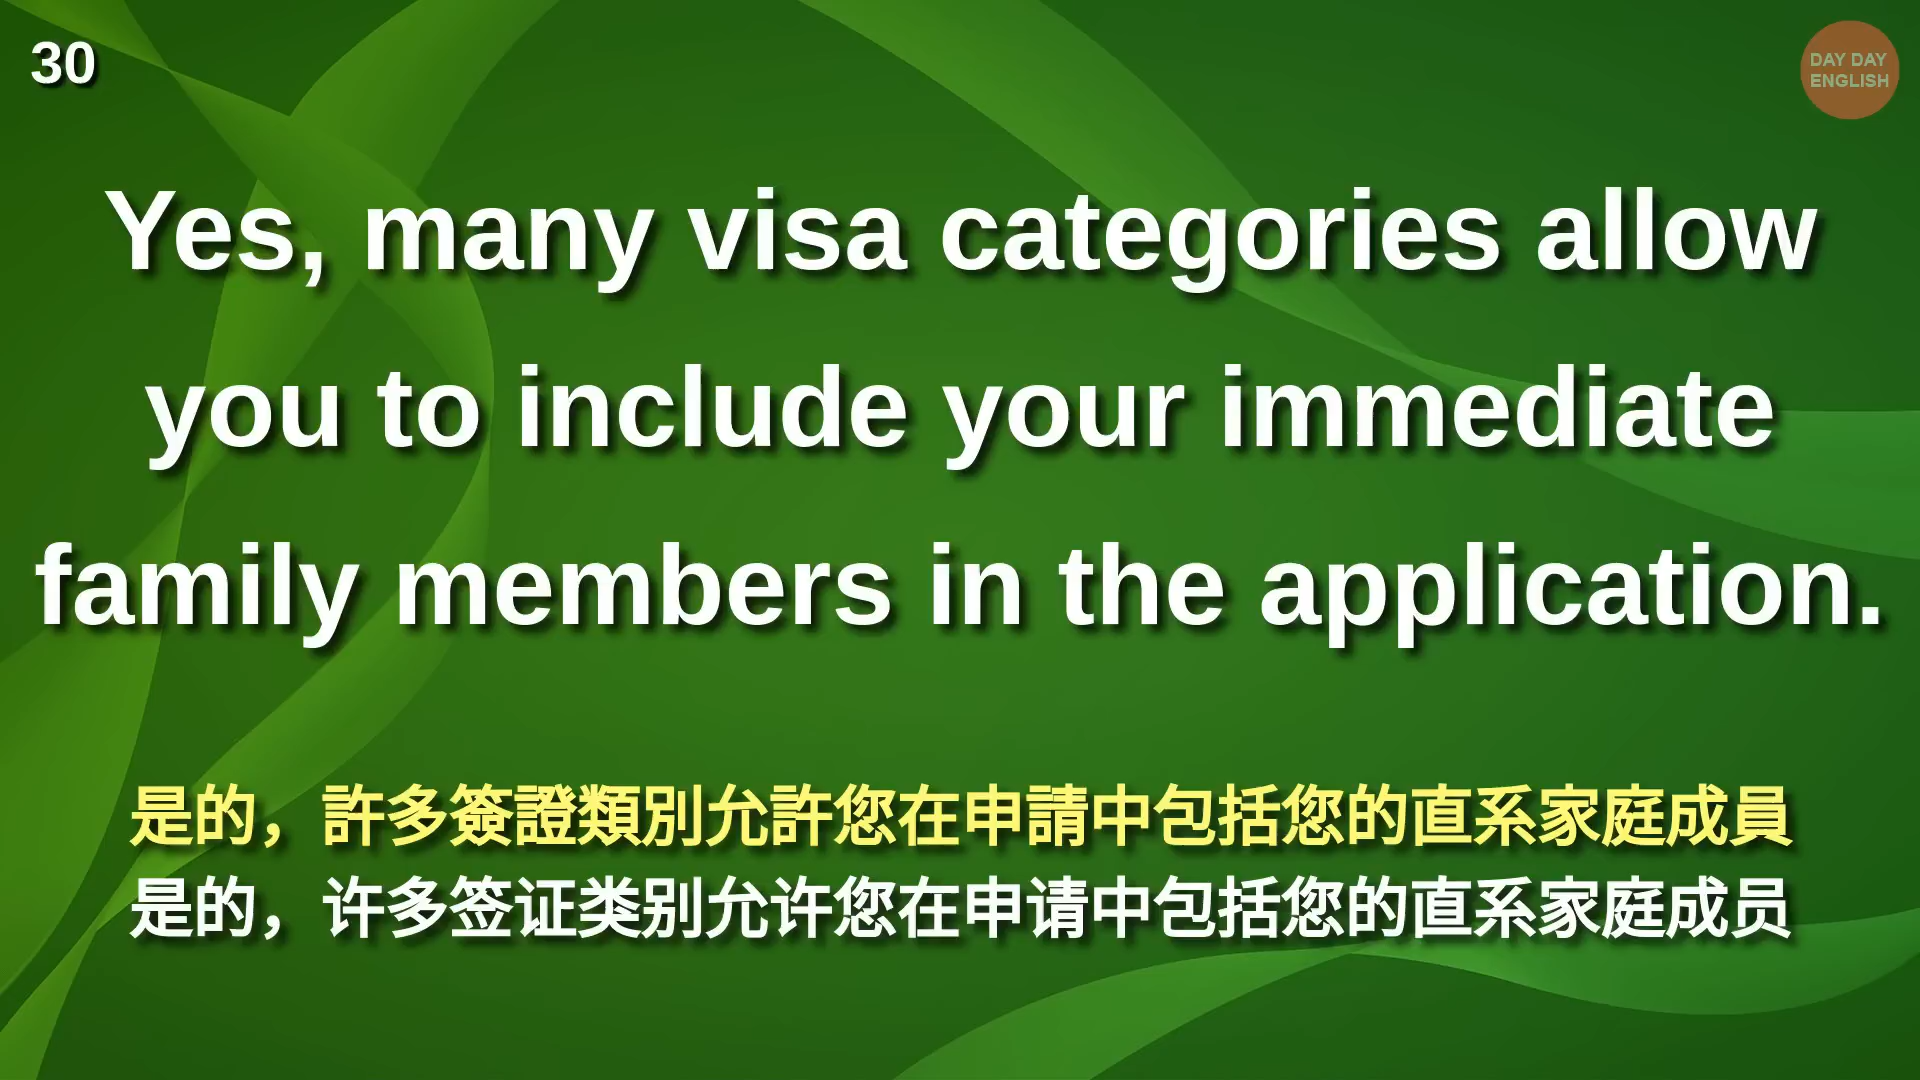 30
DAY DAY
ENGLISH
Yes, many visa categories allow
you to include your immediate
family members in the application.
是的，許多簽證類別允許您在申請中包括您的直系家庭成員
是的，许多签证类别允许您在申请中包括您的直系家庭成员